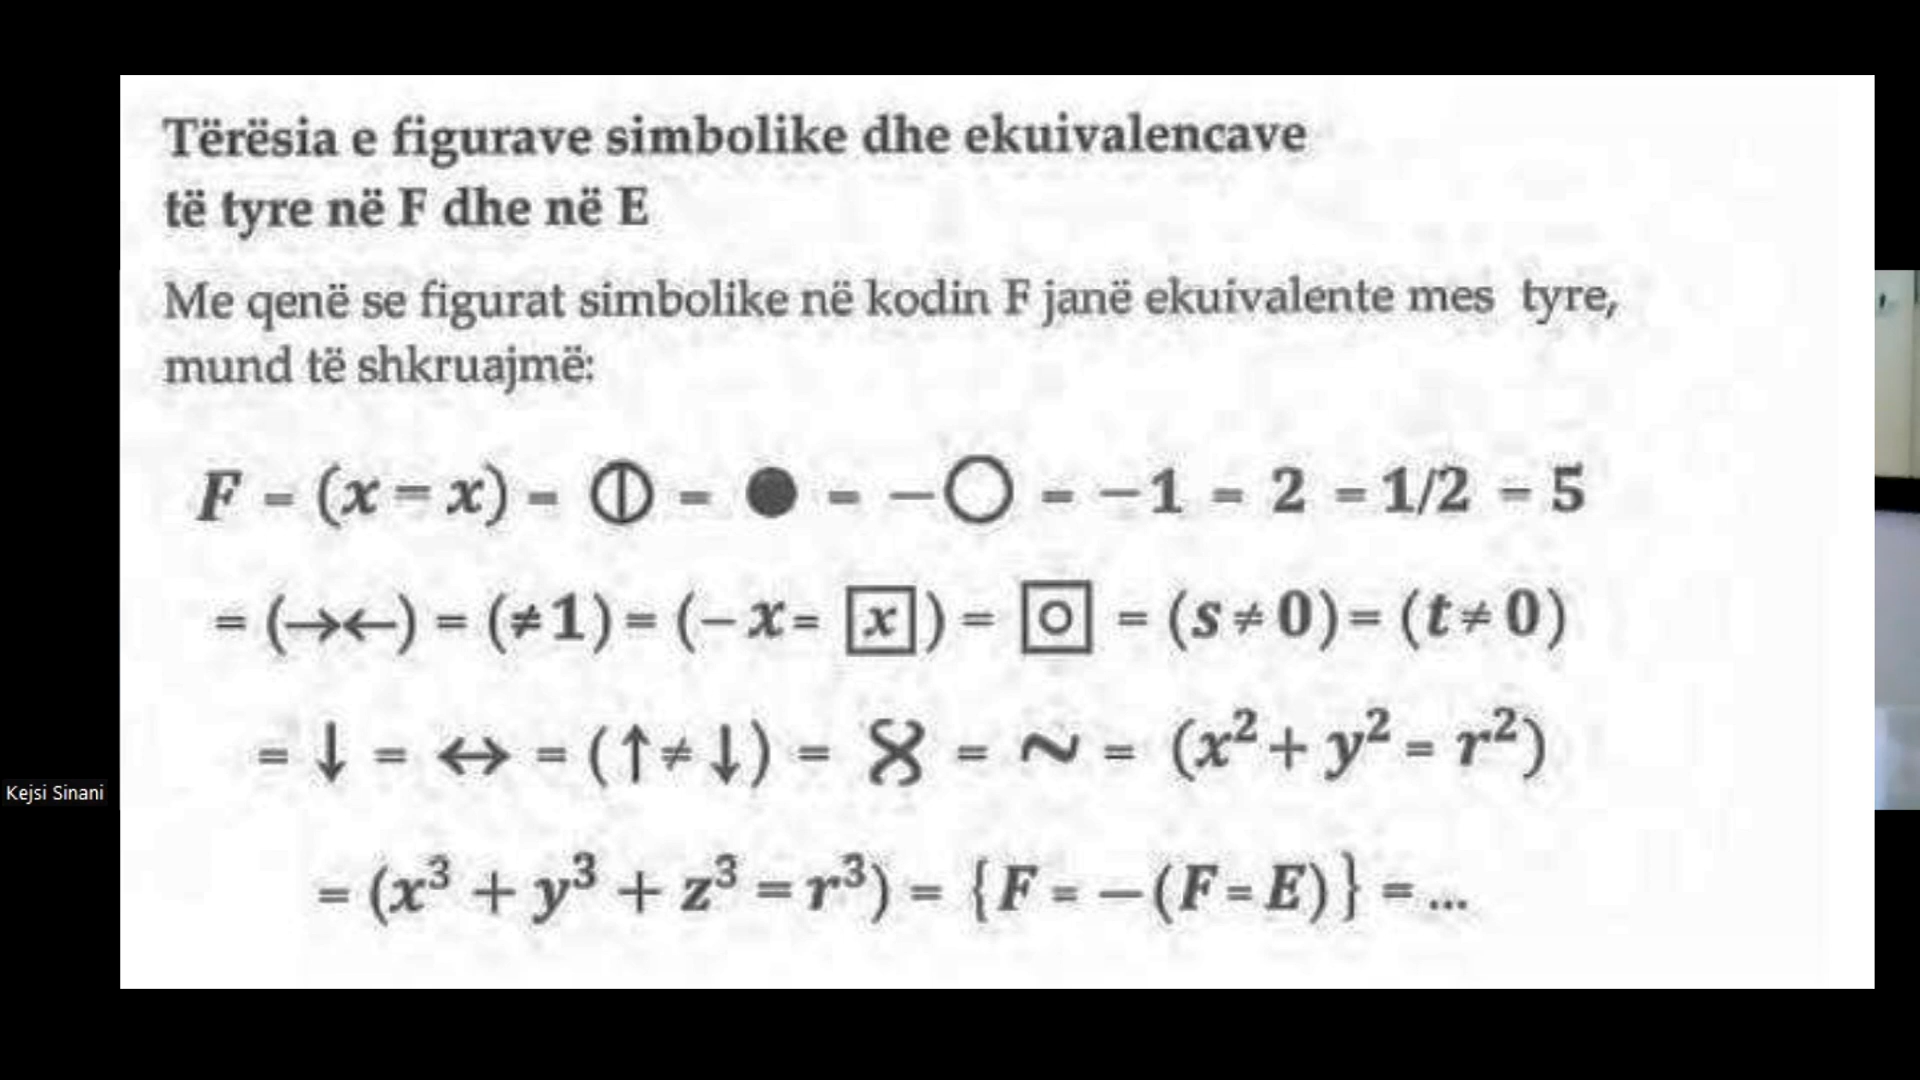 Tërësia e figurave simbolike dhe ekuivalencave
të tyre në F dhe në E
Me qenë se figurat simbolike në kodin F janë ekuivalente mes tyre,
mund të shkruajmë:
F = (x = x) = ⦶ = ● = −○ = −1 = 2 = 1/2 = 5
= (→←) = (≠1) = (−x = [x]) = [○] = (s ≠ 0) = (t ≠ 0)
= ↓ = ↔ = (↑≠↓) = 8 = ~ = (x² + y² = r²)
= (x³ + y³ + z³ = r³) = {F = −(F = E)} = ...
Kejsi Sinani